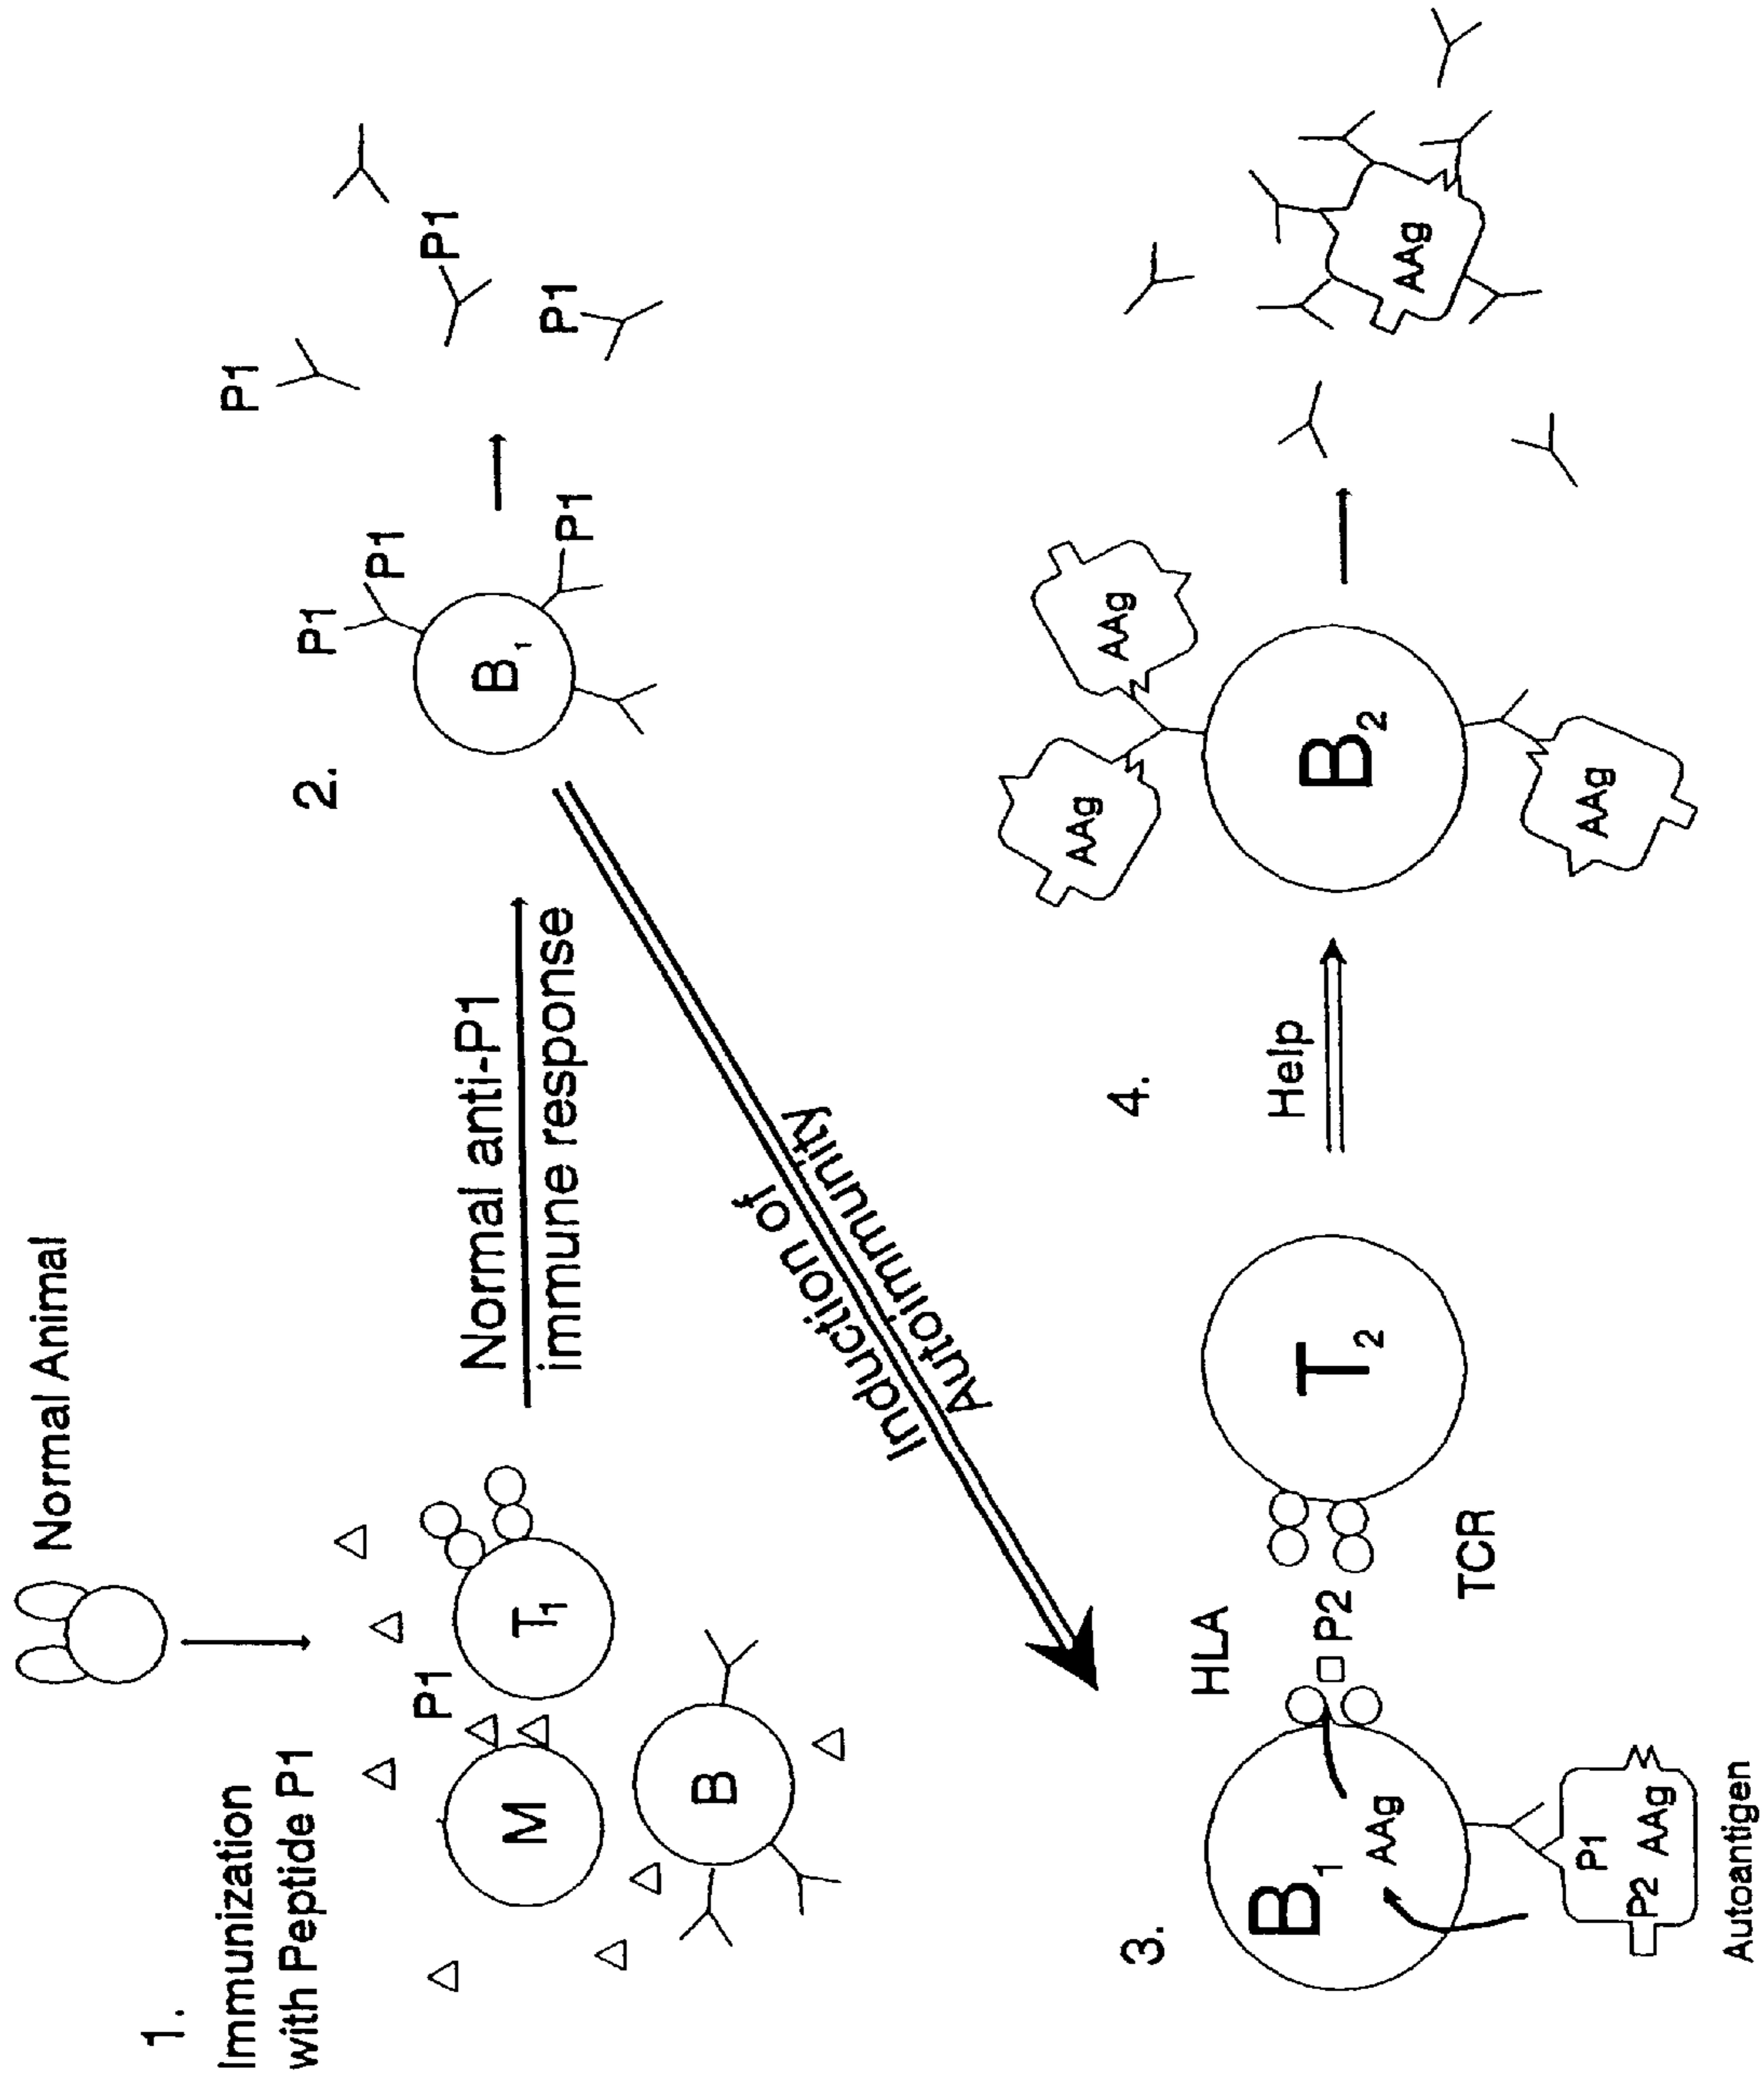 Normal Animal
1.
Immunization
with Peptide P1
P1
M
T1
B
Normal anti-P1
immune response
2.
P1
P1
B1
P1
P1
P1
P1
Induction of
Autoimmunity
3.
B1
AAg
HLA
P2
TCR
T2
P1
P2
AAg
Autoantigen
4.
Help
B2
AAg
AAg
AAg
AAg